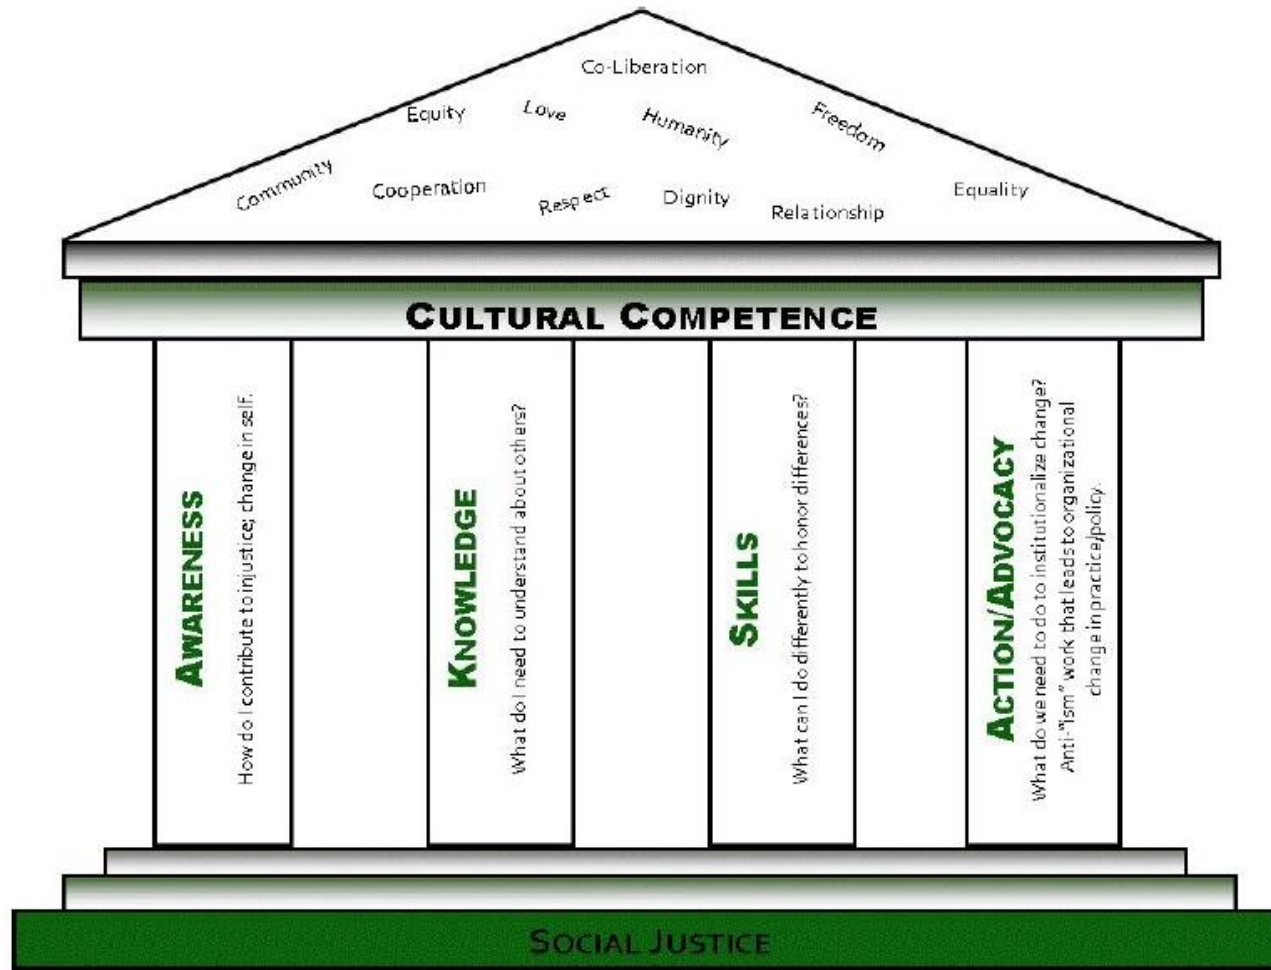 Co-Liberation
Equity
Love
Humanity
Freedom
Community
Cooperation
Respect
Dignity
Relationship
Equality
CULTURAL COMPETENCE
AWARENESS
How do I contribute to injustice; change in self.
KNOWLEDGE
What do I need to understand about others?
SKILLS
What can I do differently to honor differences?
ACTION/ADVOCACY
What do we need to do to institutionalize change?
Anti-"ism" work that leads to organizational
change in practice/policy.
SOCIAL JUSTICE